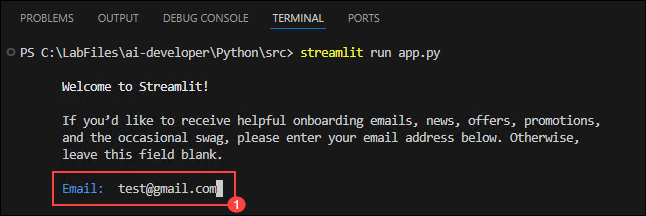 PROBLEMS OUTPUT DEBUG CONSOLE TERMINAL PORTS
PS C:\LabFiles\ai-developer\Python\src> streamlit run app.py
Welcome to Streamlit!
If you’d like to receive helpful onboarding emails, news, offers, promotions,
and the occasional swag, please enter your email address below. Otherwise,
leave this field blank.
Email: test@gmail.com
1